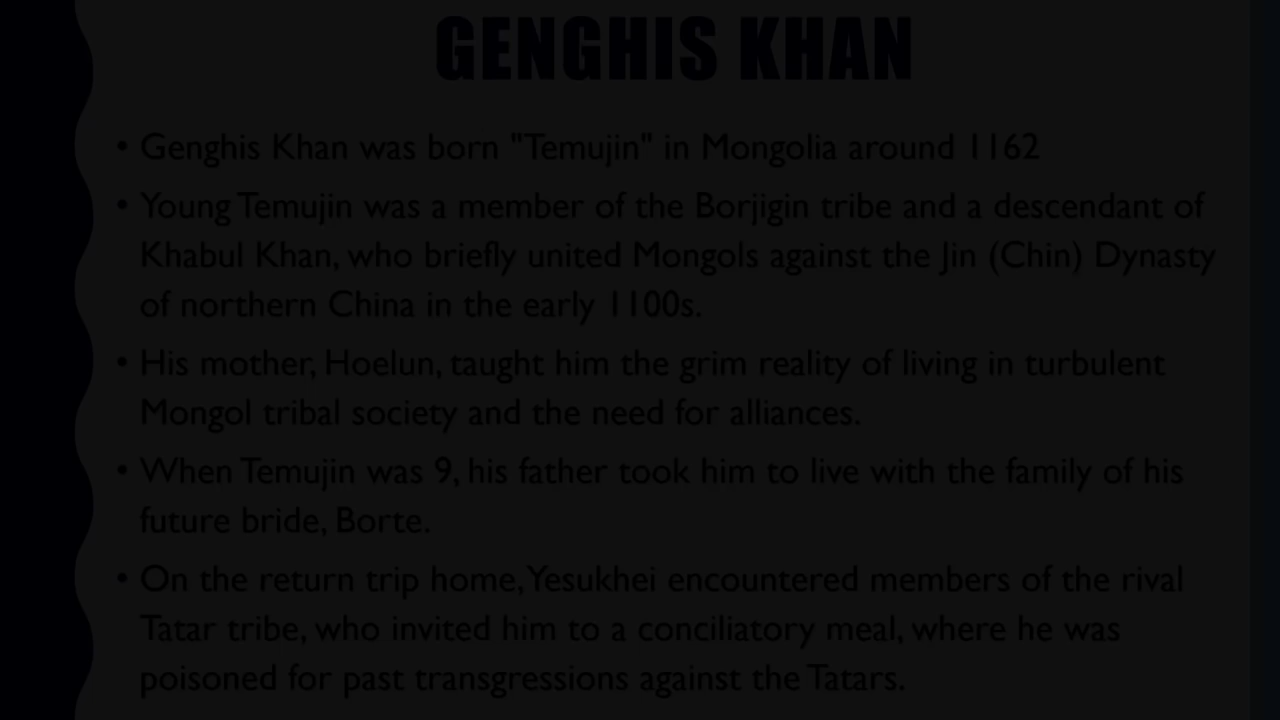 GENGHIS KHAN
• Genghis Khan was born "Temujin" in Mongolia around 1162
• Young Temujin was a member of the Borjigin tribe and a descendant of
Khabul Khan, who briefly united Mongols against the Jin (Chin) Dynasty
of northern China in the early 1100s.
• His mother, Hoelun, taught him the grim reality of living in turbulent
Mongol tribal society and the need for alliances.
• When Temujin was 9, his father took him to live with the family of his
future bride, Borte.
• On the return trip home, Yesukhei encountered members of the rival
Tatar tribe, who invited him to a conciliatory meal, where he was
poisoned for past transgressions against the Tatars.